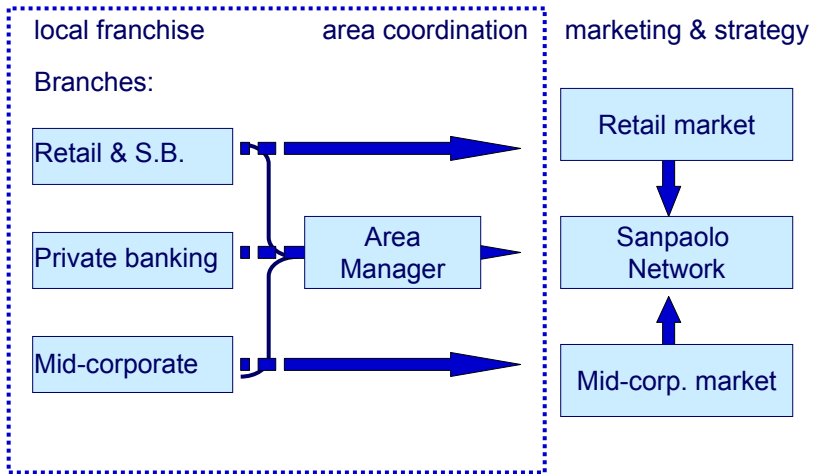 local franchise
area coordination
marketing & strategy
Branches:
Retail & S.B.
Private banking
Mid-corporate
Area
Manager
Retail market
Sanpaolo
Network
Mid-corp. market